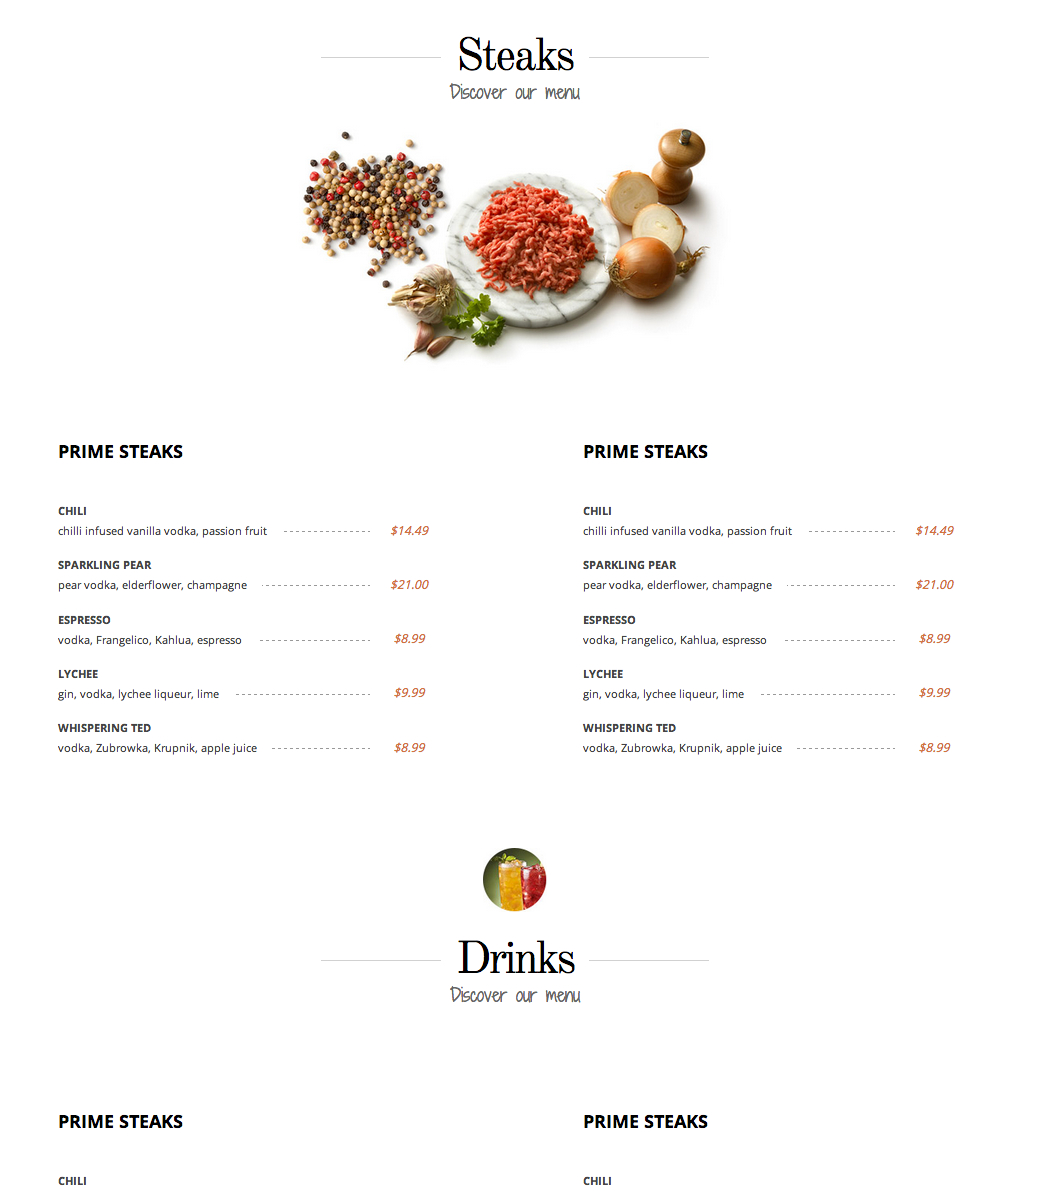 Steaks
Discover our menu
PRIME STEAKS
CHILI
chilli infused vanilla vodka, passion fruit $14.49
SPARKLING PEAR
pear vodka, elderflower, champagne $21.00
ESPRESSO
vodka, Frangelico, Kahlua, espresso $8.99
LYCHEE
gin, vodka, lychee liqueur, lime $9.99
WHISPERING TED
vodka, Zubrowka, Krupnik, apple juice $8.99
PRIME STEAKS
CHILI
chilli infused vanilla vodka, passion fruit $14.49
SPARKLING PEAR
pear vodka, elderflower, champagne $21.00
ESPRESSO
vodka, Frangelico, Kahlua, espresso $8.99
LYCHEE
gin, vodka, lychee liqueur, lime $9.99
WHISPERING TED
vodka, Zubrowka, Krupnik, apple juice $8.99
Drinks
Discover our menu
PRIME STEAKS
CHILI
PRIME STEAKS
CHILI